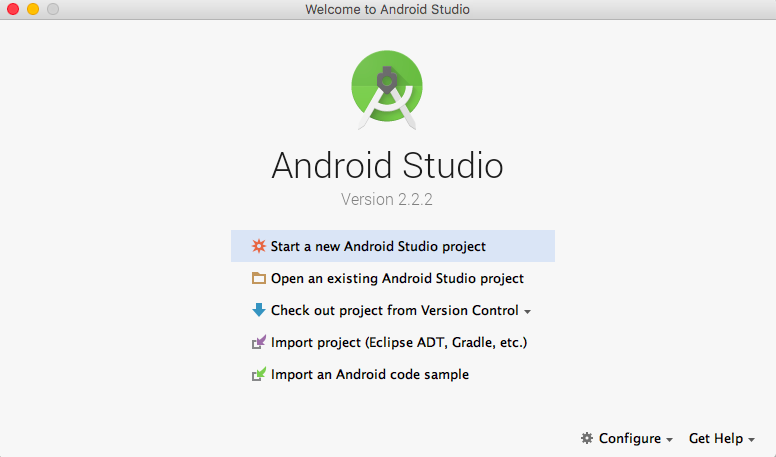 Welcome to Android Studio
Android Studio
Version 2.2.2
Start a new Android Studio project
Open an existing Android Studio project
Check out project from Version Control
Import project (Eclipse ADT, Gradle, etc.)
Import an Android code sample
Configure Get Help